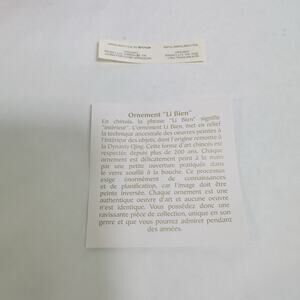 Ornement "Li Bien"
En chinois, la phrase "Li Bien" signifie
"intérieur". L'ornement Li Bien, met en relief
la technique ancestrale des oeuvres peintes à
l'intérieur des objets, dont l'origine remonte à
la Dynasty Qing. Cette forme d'art chinois est
respectée depuis plus de 200 ans. Chaque
ornement est délicatement peint à la main
par une petite ouverture pratiquée dans
le verre soufflé à la bouche. Ce processus
exige énormément de connaissances
et de planification, car l'image doit être
peinte inversée. Chaque ornement est une
authentique oeuvre d'art et aucune oeuvre
n'est identique. Vous possédez donc une
ravissante pièce de collection, unique en son
genre et que vous pourrez admirer pendant
des années.